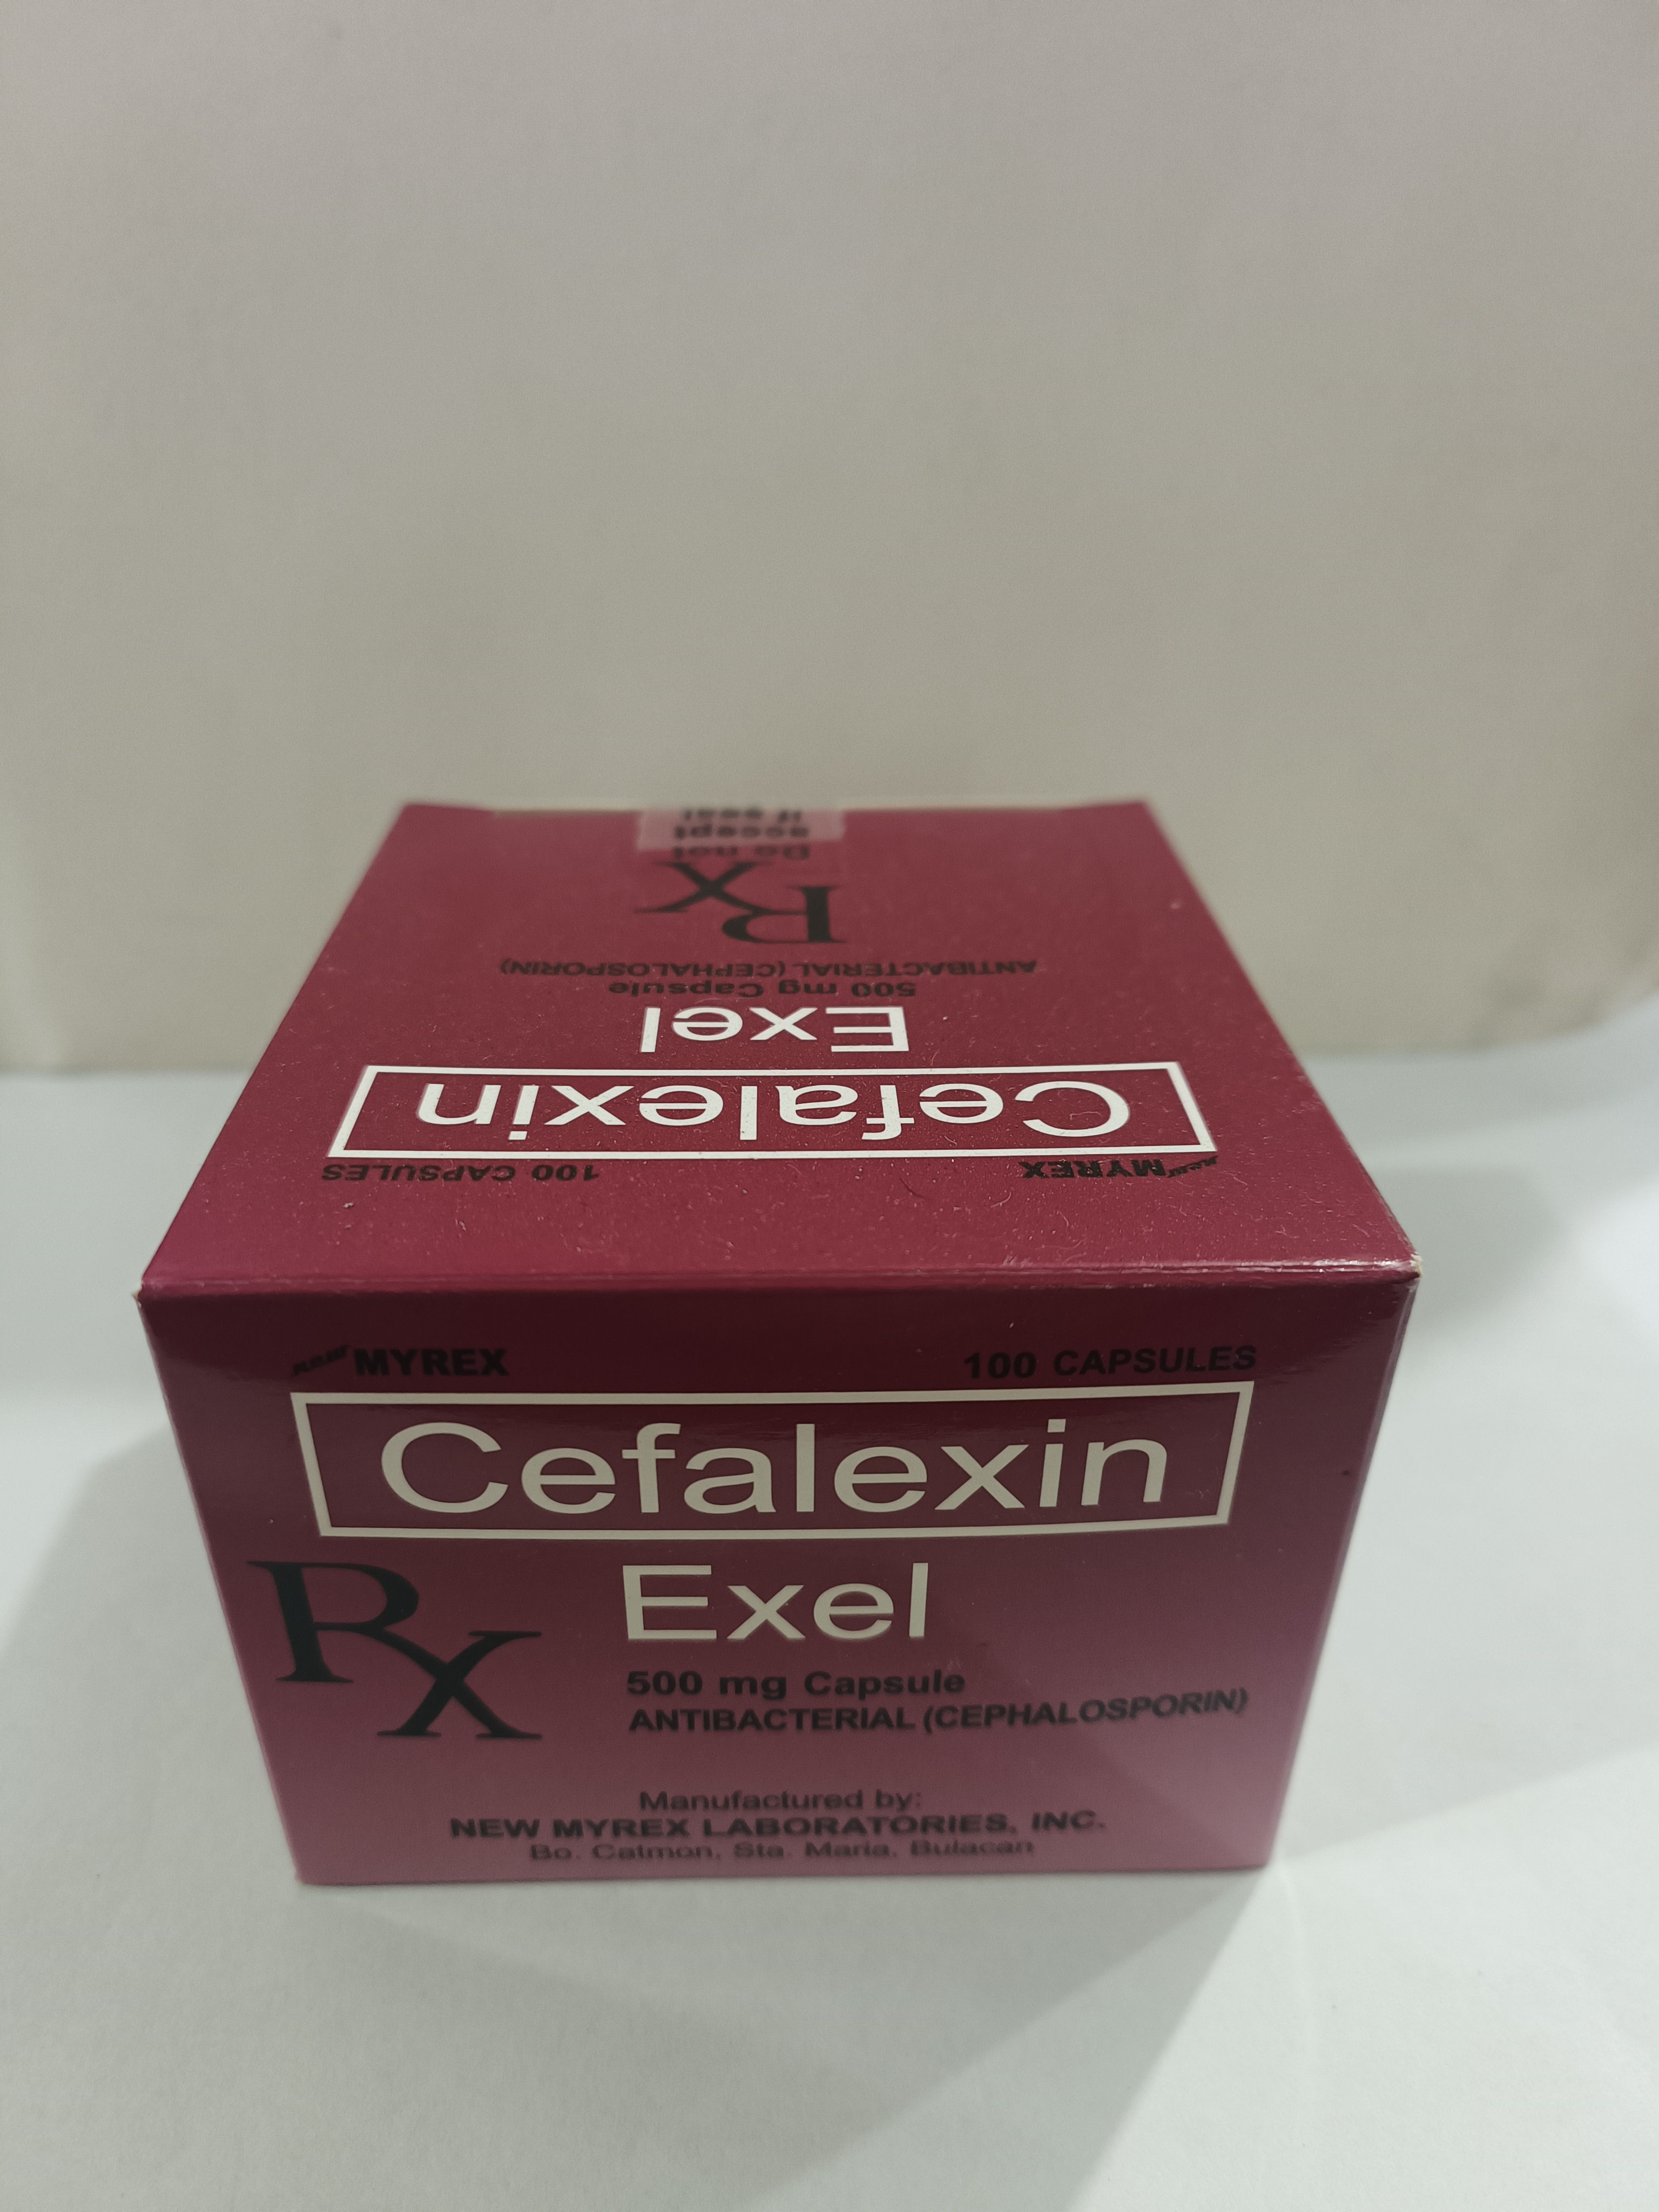 Do not
accept
if seal
Rx
ANTIBACTERIAL (CEPHALOSPORIN)
500 mg Capsule
Exel
Cefalexin
new MYREX 100 CAPSULES
new MYREX 100 CAPSULES
Cefalexin
Rx
Exel
500 mg Capsule
ANTIBACTERIAL (CEPHALOSPORIN)
Manufactured by:
NEW MYREX LABORATORIES, INC.
Bo. Catmon, Sta. Maria, Bulacan